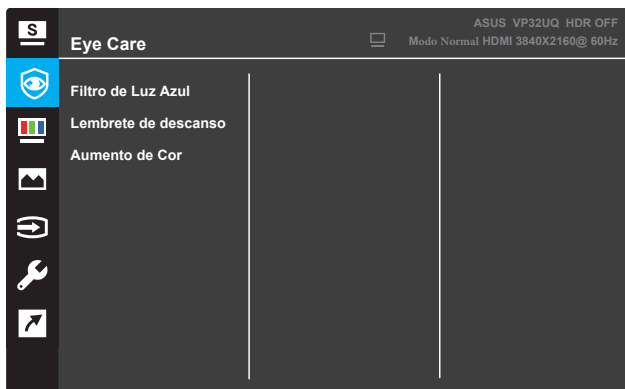 S
ASUS VP32UQ HDR OFF
Eye Care
Modo Normal HDMI 3840X2160@ 60Hz
Filtro de Luz Azul
Lembrete de descanso
Aumento de Cor